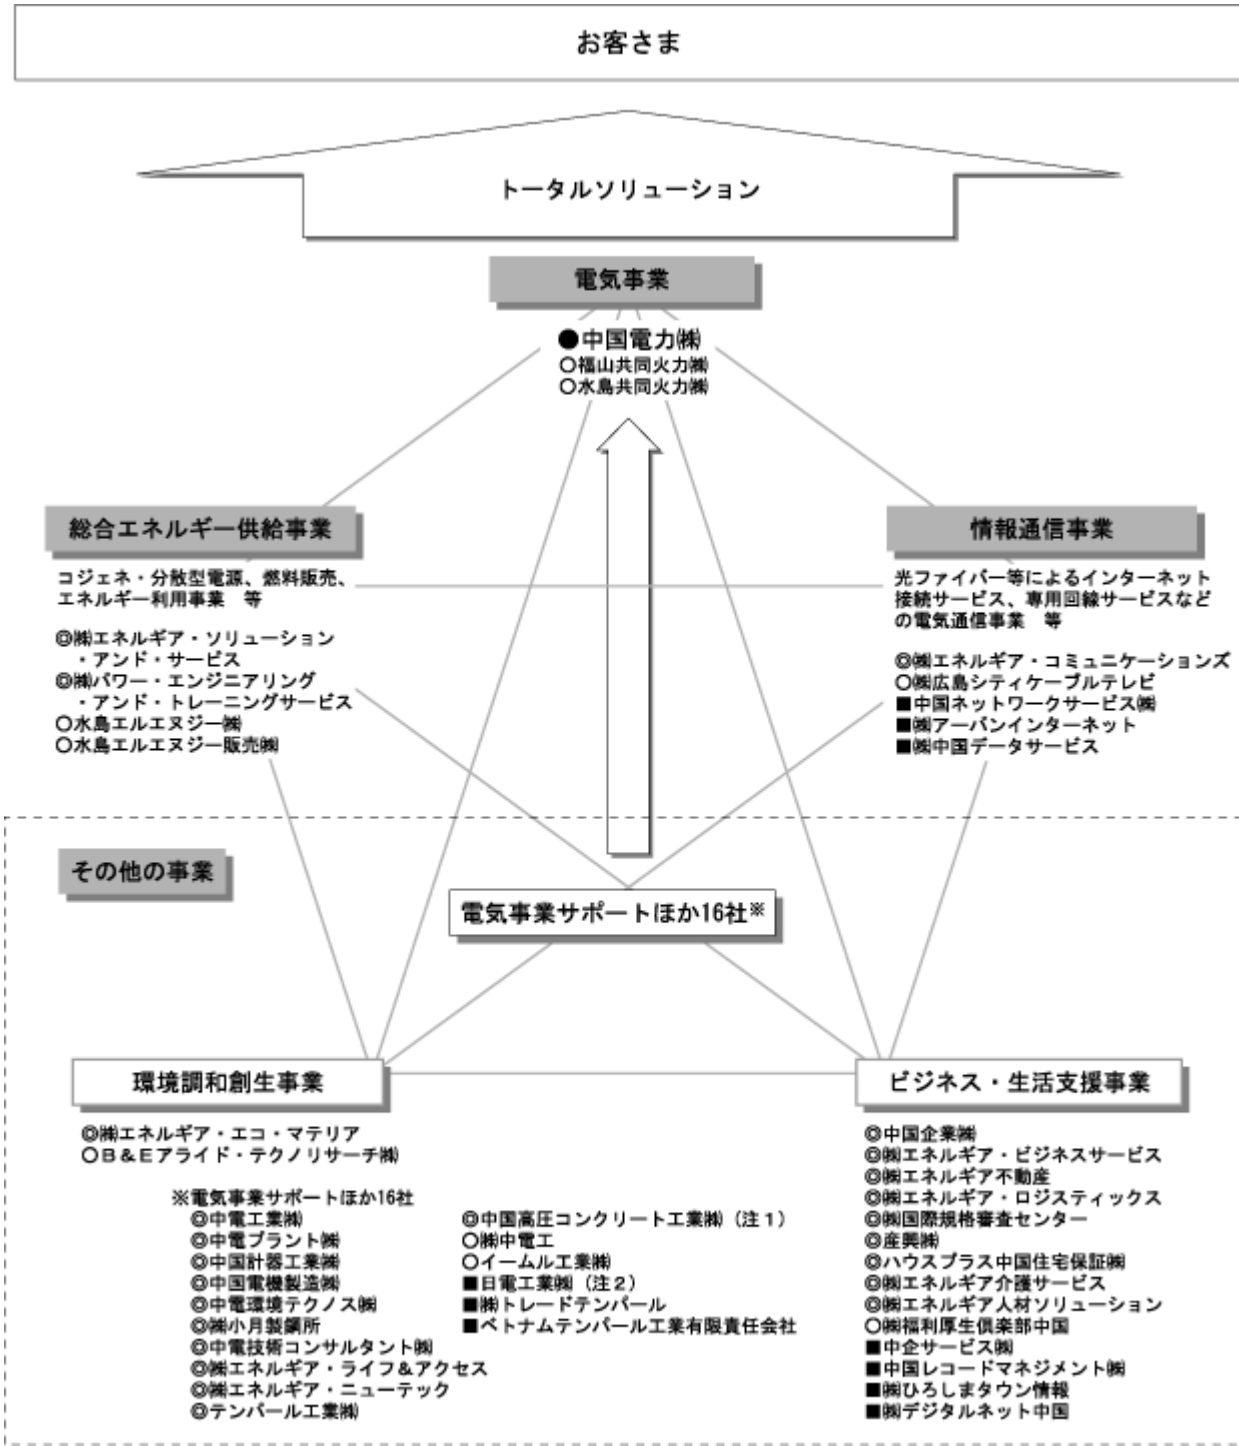 お客さま
トータルソリューション
電気事業
●中国電力㈱
○福山共同火力㈱
○水島共同火力㈱
総合エネルギー供給事業
コジェネ・分散型電源、燃料販売、
エネルギー利用事業　等
◎㈱エネルギア・ソリューション
・アンド・サービス
◎㈱パワー・エンジニアリング
・アンド・トレーニングサービス
○水島エルエヌジー㈱
○水島エルエヌジー販売㈱
情報通信事業
光ファイバー等によるインターネット
接続サービス、専用回線サービスなど
の電気通信事業　等
◎㈱エネルギア・コミュニケーションズ
○㈱広島シティケーブルテレビ
■中国ネットワークサービス㈱
■㈱アーバンインターネット
■㈱中国データサービス
その他の事業
電気事業サポートほか16社※
環境調和創生事業
◎㈱エネルギア・エコ・マテリア
○Ｂ＆Ｅアライド・テクノリサーチ㈱
※電気事業サポートほか16社
◎中電工業㈱
◎中電プラント㈱
◎中国計器工業㈱
◎中国電機製造㈱
◎中電環境テクノス㈱
◎㈱小月製鋼所
◎中電技術コンサルタント㈱
◎㈱エネルギア・ライフ＆アクセス
◎㈱エネルギア・ニューテック
◎テンパール工業㈱
◎中国高圧コンクリート工業㈱（注１）
○㈱中電工
○イームル工業㈱
■日電工業㈱（注２）
■㈱トレードテンパール
■ベトナムテンパール工業有限責任会社
ビジネス・生活支援事業
◎中国企業㈱
◎㈱エネルギア・ビジネスサービス
◎㈱エネルギア不動産
◎㈱エネルギア・ロジスティックス
◎㈱国際規格審査センター
◎産興㈱
◎ハウスプラス中国住宅保証㈱
◎㈱エネルギア介護サービス
◎㈱エネルギア人材ソリューション
○㈱福利厚生倶楽部中国
■中企サービス㈱
■中国レコードマネジメント㈱
■㈱ひろしまタウン情報
■㈱デジタルネット中国